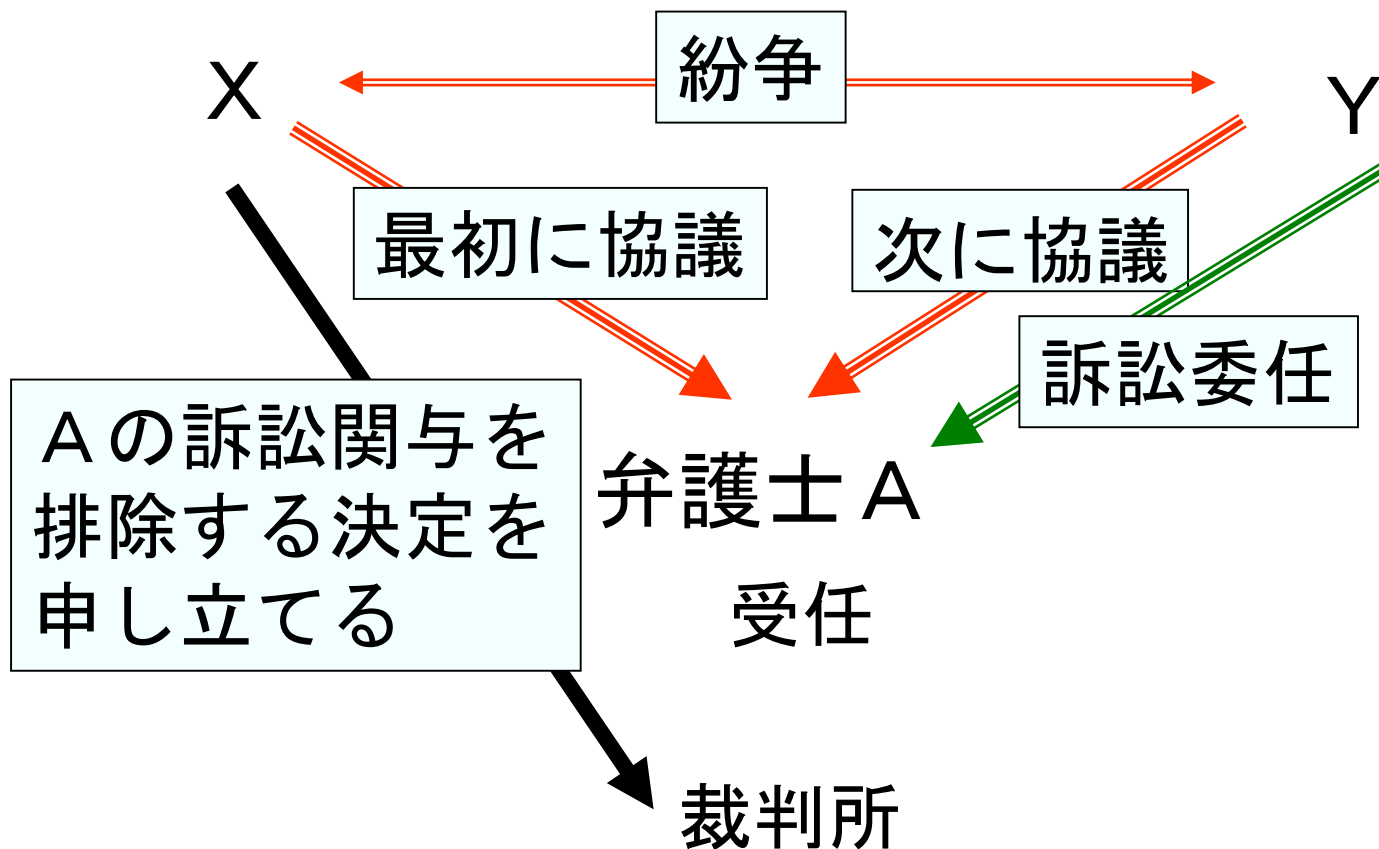 紛争
X
Y
最初に協議
次に協議
訴訟委任
Aの訴訟関与を
排除する決定を
申し立てる
弁護士A
受任
裁判所